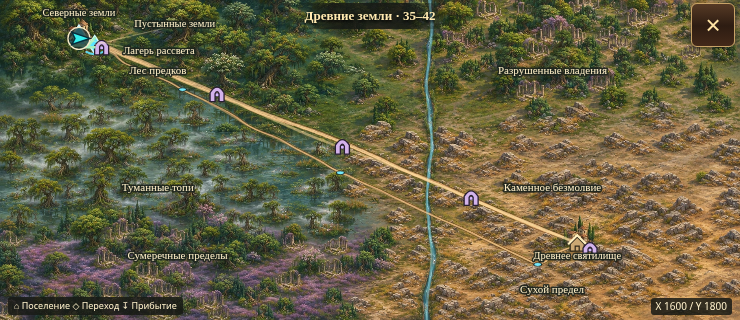 Северные земли
Древние земли · 35–42
Пустынные земли
Лагерь рассвета
Лес предков
Разрушенные владения
Туманные топи
Каменное безмолвие
Сумеречные пределы
Древнее святилище
Сухой предел
⌂ Поселение ◇ Переход ↧ Прибытие
X 1600 / Y 1800